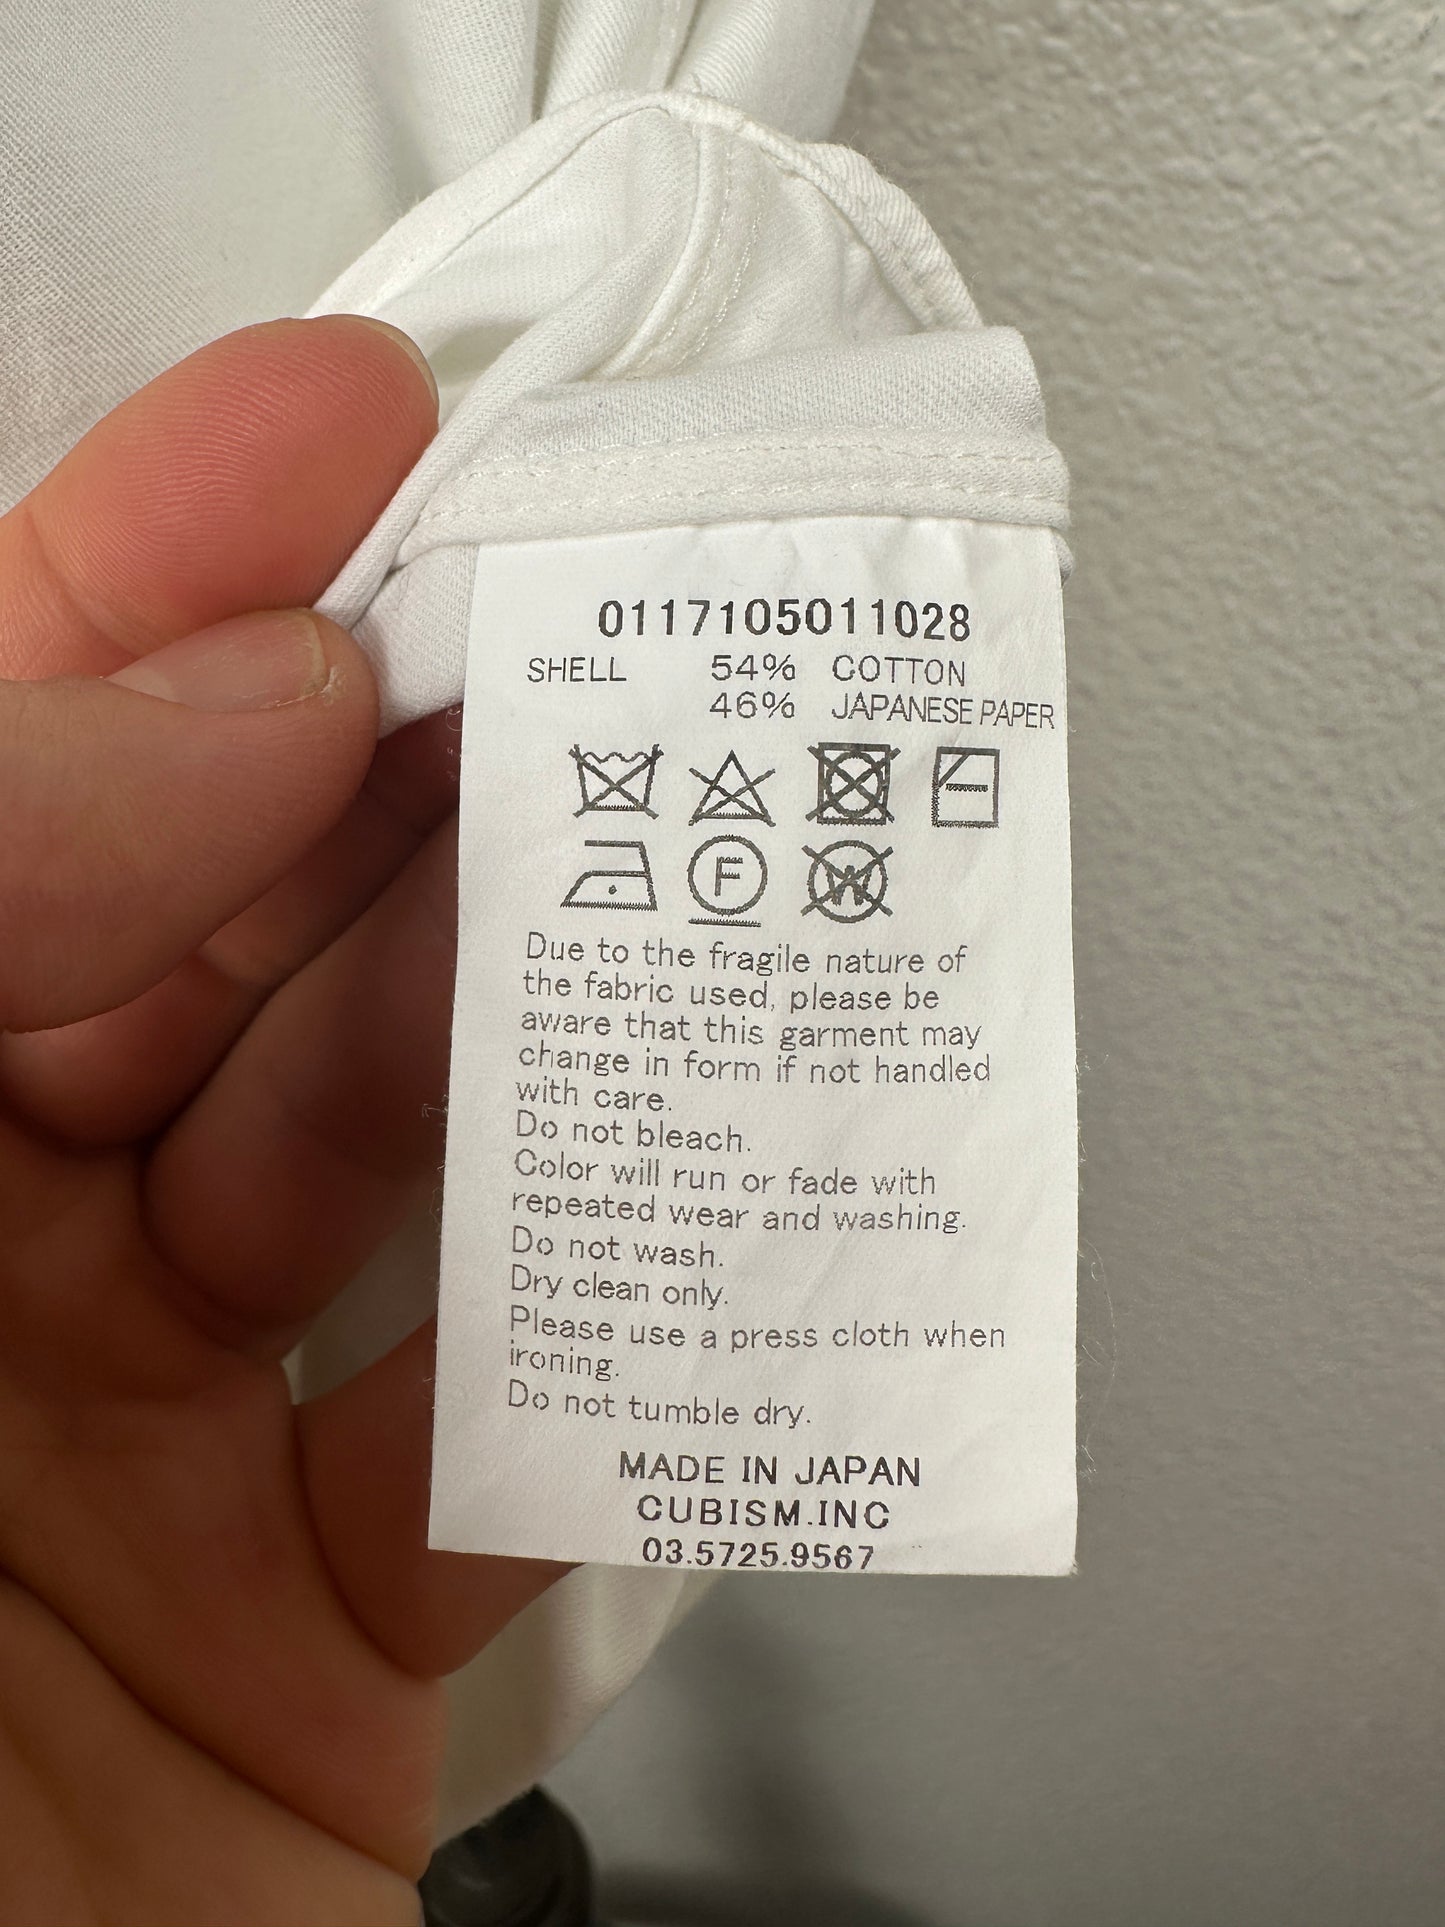 0117105011028
SHELL 54% COTTON
46% JAPANESE PAPER
F W
Due to the fragile nature of
the fabric used, please be
aware that this garment may
change in form if not handled
with care.
Do not bleach.
Color will run or fade with
repeated wear and washing.
Do not wash.
Dry clean only.
Please use a press cloth when
ironing.
Do not tumble dry.
MADE IN JAPAN
CUBISM.INC
03.5725.9567